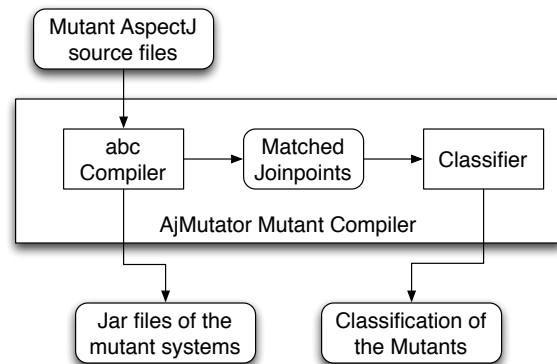 Mutant AspectJ
source files
abc
Compiler
Matched
Joinpoints
Classifier
AjMutator Mutant Compiler
Jar files of the
mutant systems
Classification of
the Mutants